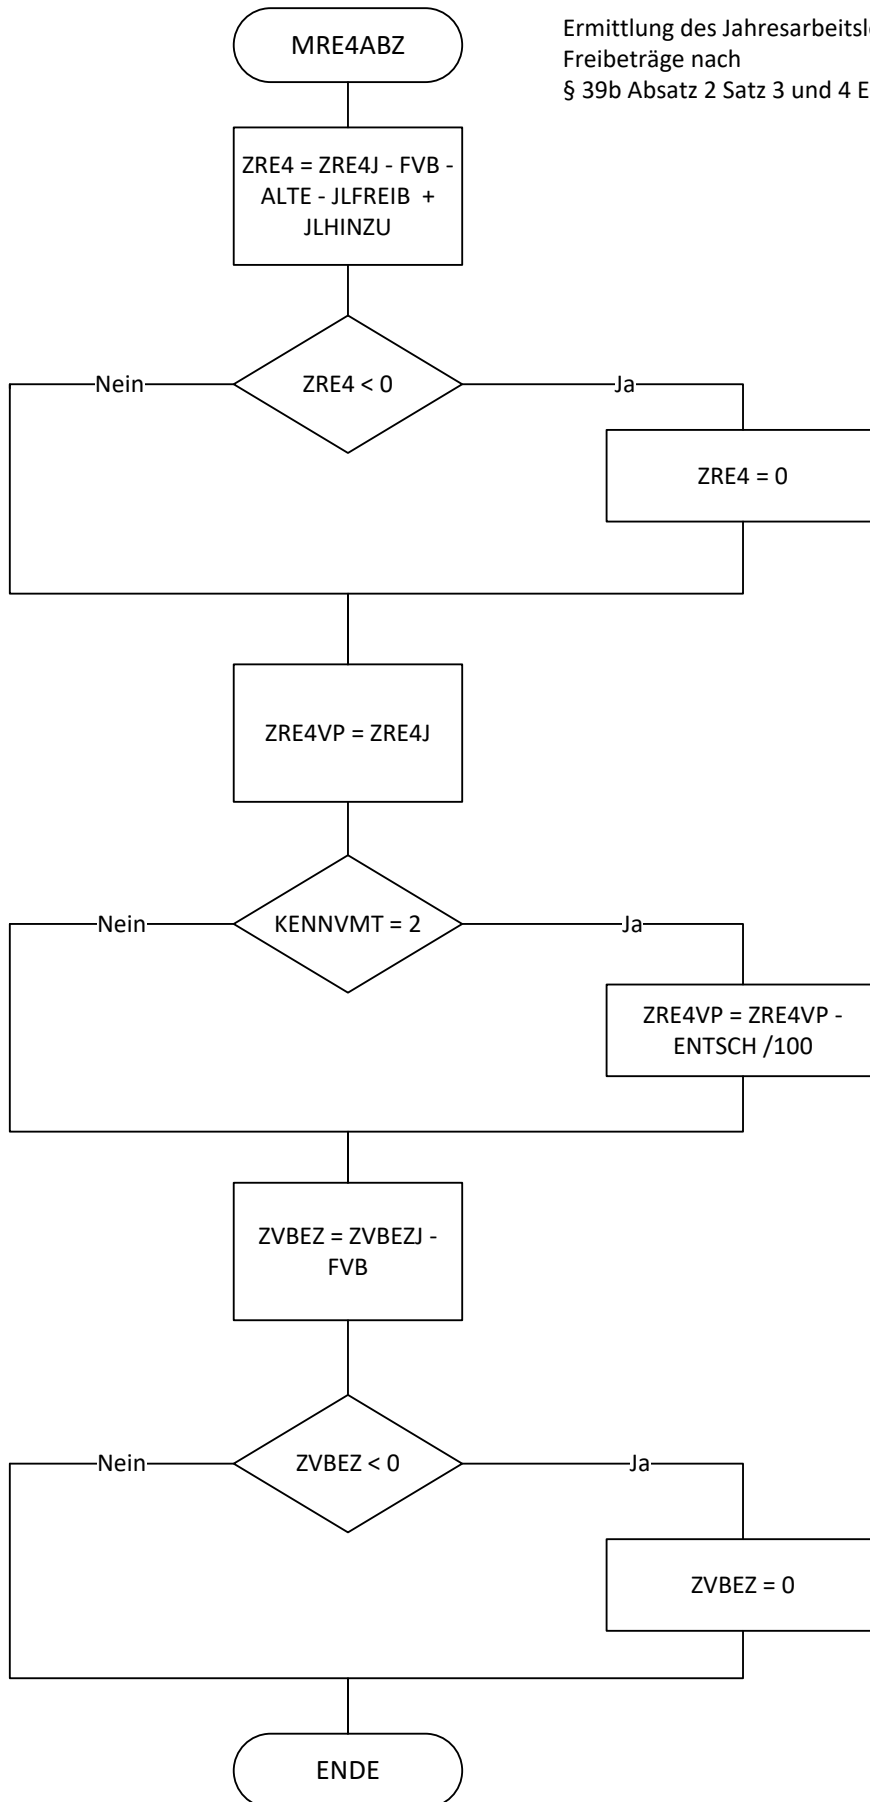 MRE4ABZ
Ermittlung des
Freibeträge nach
§ 39b Absatz 2 Satz 3 und 4
ZRE4 = ZRE4J - FVB -
ALTE - JLFREIB + 
JLHINZU
ZRE4 < 0
Nein
Ja
ZRE4 = 0
ZRE4VP = ZRE4J
KENNVMT = 2
Nein
Ja
ZRE4VP = ZRE4VP -
ENTSCH /100
ZVBEZ = ZVBEZJ -
FVB
ZVBEZ < 0
Nein
Ja
ZVBEZ = 0
ENDE